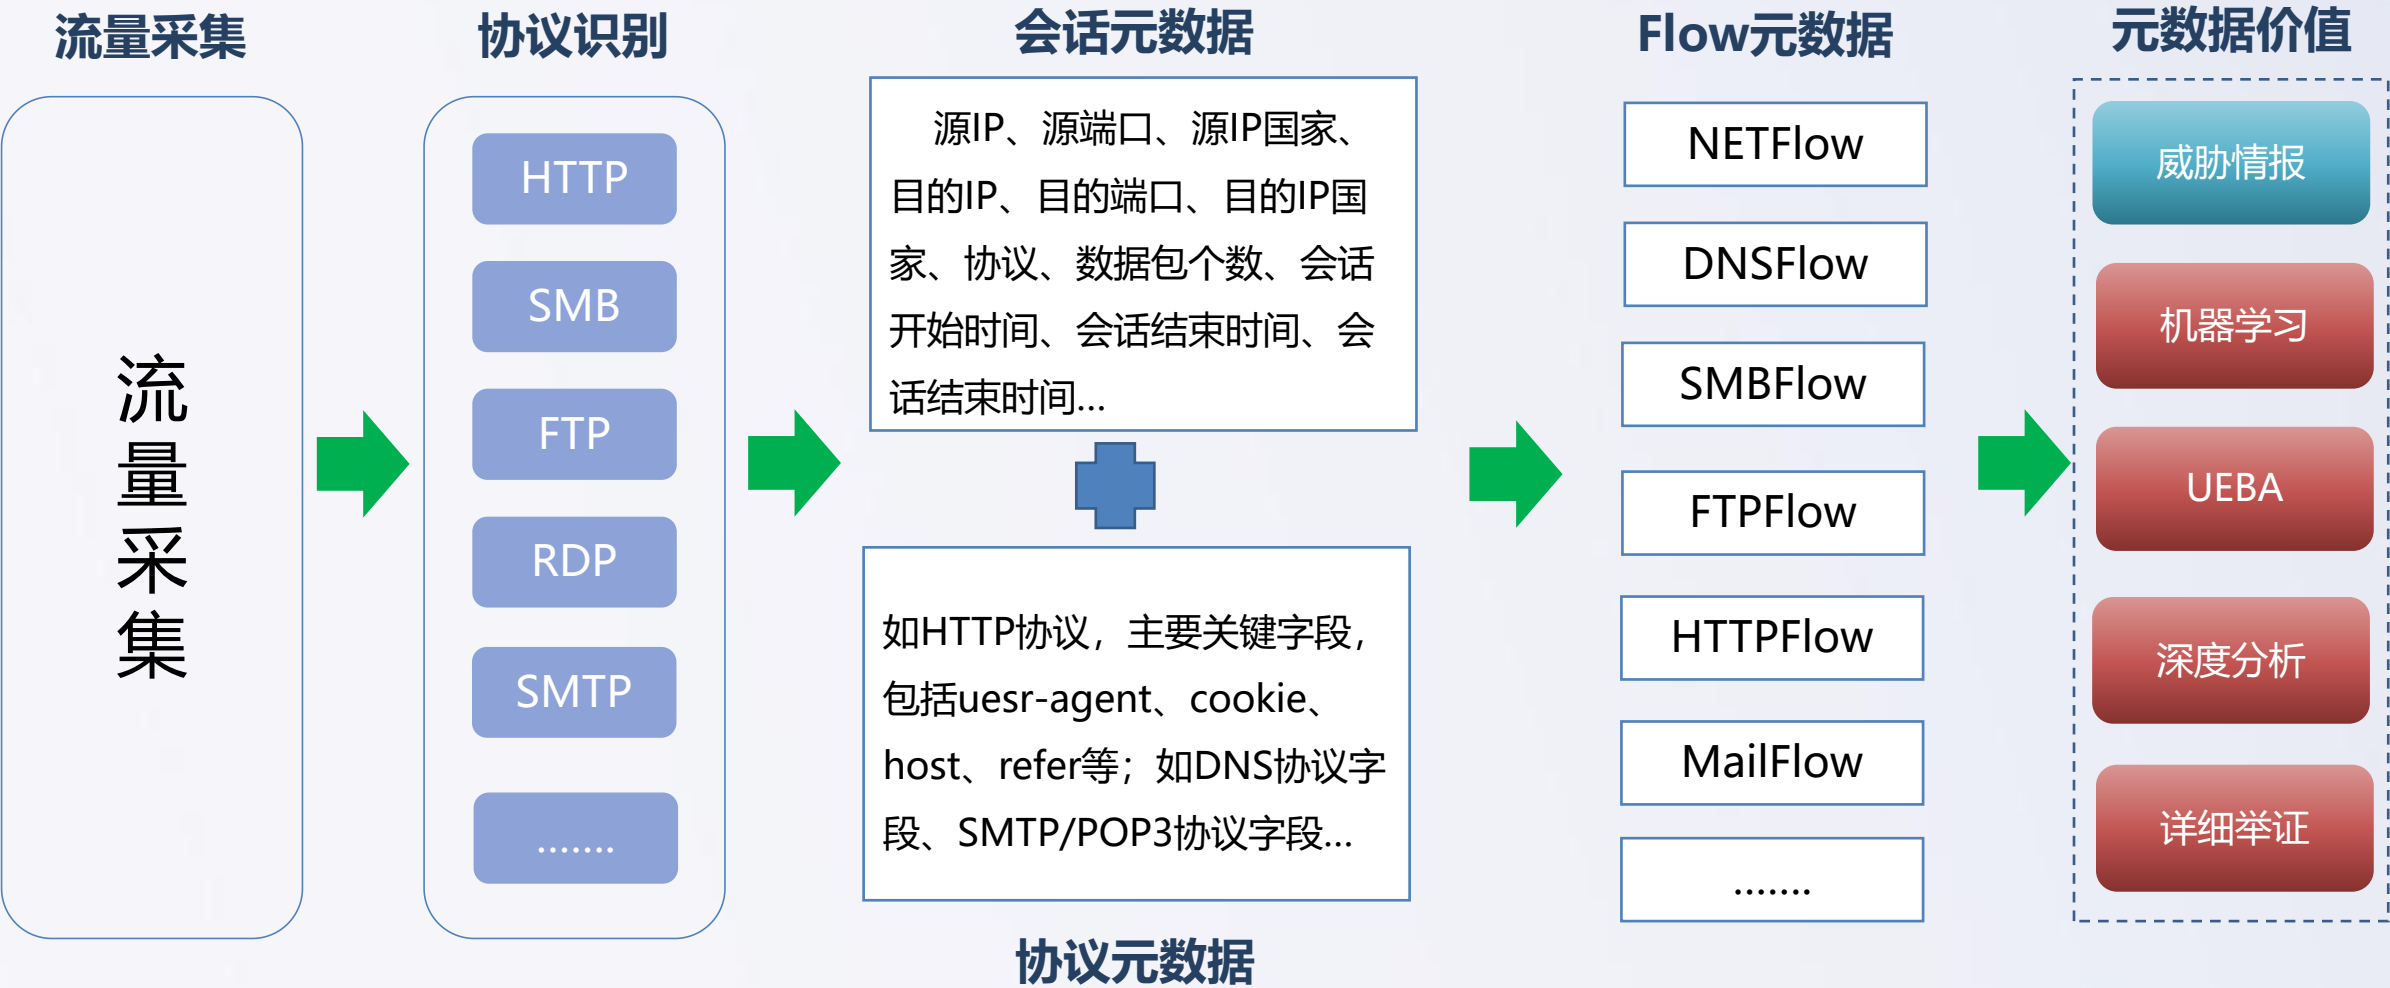 流量采集
流
量
采
集
协议识别
HTTP
SMB
FTP
RDP
SMTP
.......
会话元数据
源IP、源端口、源IP国家、
目的IP、目的端口、目的IP国
家、协议、数据包个数、会话
开始时间、会话结束时间、会
话结束时间...
如HTTP协议，主要关键字段，
包括uesr-agent、cookie、
host、refer等；如DNS协议字
段、SMTP/POP3协议字段...
协议元数据
Flow元数据
NETFlow
DNSFlow
SMBFlow
FTPFlow
HTTPFlow
MailFlow
.......
元数据价值
威胁情报
机器学习
UEBA
深度分析
详细举证